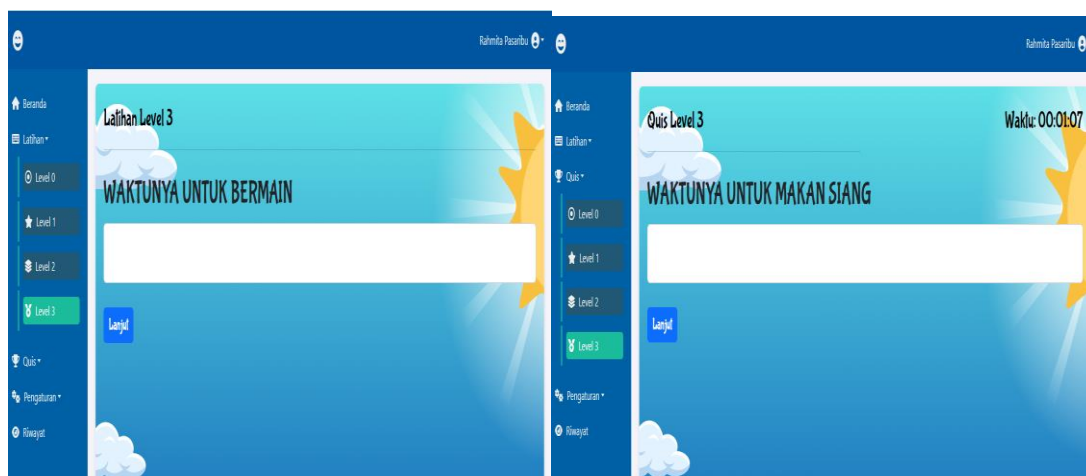 Rahmita Pasaribu
Beranda
Latihan
Level 0
Level 1
Level 2
Level 3
Quis
Pengaturan
Riwayat
Latihan Level 3
WAKTUNYA UNTUK BERMAIN
Lanjut
Rahmita Pasaribu
Beranda
Latihan
Quis
Level 0
Level 1
Level 2
Level 3
Pengaturan
Riwayat
Quis Level 3
Waktu: 00:01:07
WAKTUNYA UNTUK MAKAN SIANG
Lanjut